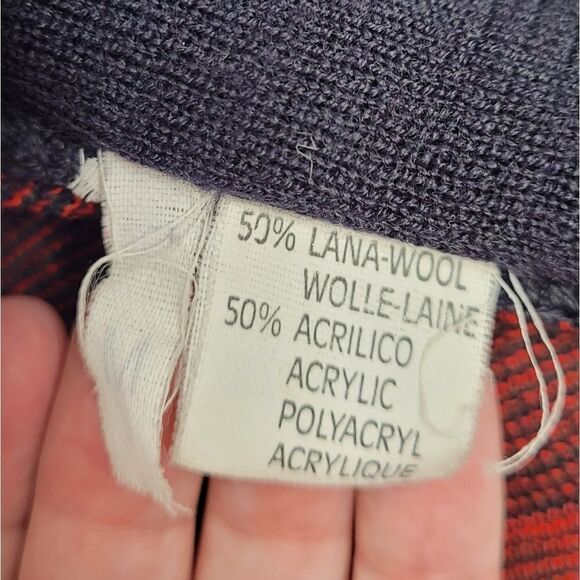 50% LANA-WOOL
WOLLE-LAINE
50% ACRILICO
ACRYLIC
POLYACRYL
ACRYLIQUE